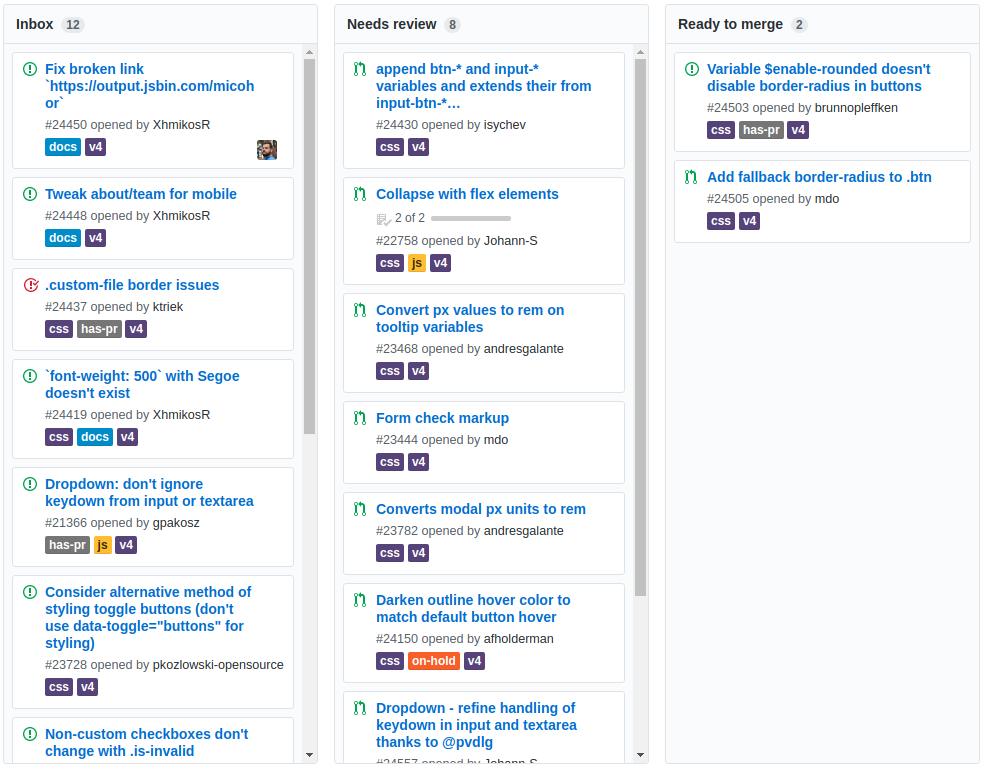 Inbox 12
Fix broken link
`https://output.jsbin.com/micoh
or`
#24450 opened by XhmikosR
docs v4
Tweak about/team for mobile
#24448 opened by XhmikosR
docs v4
.custom-file border issues
#24437 opened by ktriek
css has-pr v4
`font-weight: 500` with Segoe
doesn't exist
#24419 opened by XhmikosR
css docs v4
Dropdown: don't ignore
keydown from input or textarea
#21366 opened by gpakosz
has-pr js v4
Consider alternative method of
styling toggle buttons (don't
use data-toggle="buttons" for
styling)
#23728 opened by pkozlowski-opensource
css v4
Non-custom checkboxes don't
change with .is-invalid
Needs review 8
append btn-* and input-*
variables and extends their from
input-btn-*…
#24430 opened by isychev
css v4
Collapse with flex elements
2 of 2
#22758 opened by Johann-S
css js v4
Convert px values to rem on
tooltip variables
#23468 opened by andresgalante
css v4
Form check markup
#23444 opened by mdo
css v4
Converts modal px units to rem
#23782 opened by andresgalante
css v4
Darken outline hover color to
match default button hover
#24150 opened by afholderman
css on-hold v4
Dropdown - refine handling of
keydown in input and textarea
thanks to @pvdlg
#24557 opened by Johann-S
Ready to merge 2
Variable $enable-rounded doesn't
disable border-radius in buttons
#24503 opened by brunnopleffken
css has-pr v4
Add fallback border-radius to .btn
#24505 opened by mdo
css v4